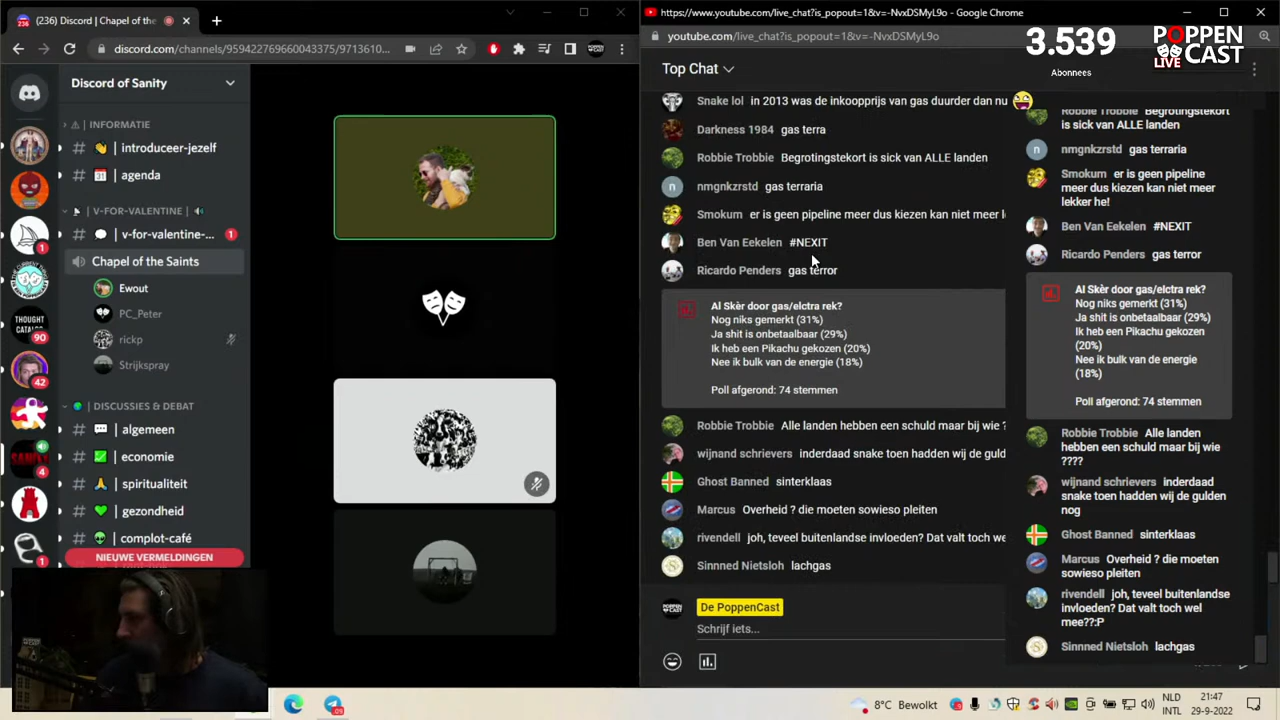 (236) Discord | Chapel of the
discord.com/channels/959422769660043375/9713610...
Discord of Sanity
| INFORMATIE
# | introduceer-jezelf
# | agenda
| V-FOR-VALENTINE |
# | v-for-valentine-... 1
Chapel of the Saints
Ewout
PC_Peter
rickp
Strijkspray
| DISCUSSIES & DEBAT
# | algemeen
# | economie
# | spiritualiteit
# | gezondheid
# | complot-café
NIEUWE VERMELDINGEN
236
1
THOUGHT
CATALOG
90
42
4
1
https://www.youtube.com/live_chat?is_popout=1&v=-NvxDSMyL9o - Google Chrome
youtube.com/live_chat?is_popout=1&v=-NvxDSMyL9o
3.539
Abonnees
POPPEN
LIVE CAST
Top Chat
Snake lol in 2013 was de inkoopprijs van gas duurder dan nu
Darkness 1984 gas terra
Robbie Trobbie Begrotingstekort is sick van ALLE landen
nmgnkzrstd gas terraria
Smokum er is geen pipeline meer dus kiezen kan niet meer l
Ben Van Eekelen #NEXIT
Ricardo Penders gas terror
Al Skèr door gas/elctra rek?
Nog niks gemerkt (31%)
Ja shit is onbetaalbaar (29%)
Ik heb een Pikachu gekozen (20%)
Nee ik bulk van de energie (18%)
Poll afgerond: 74 stemmen
Robbie Trobbie Alle landen hebben een schuld maar bij wie ?
wijnand schrievers inderdaad snake toen hadden wij de guld
Ghost Banned sinterklaas
Marcus Overheid ? die moeten sowieso pleiten
rivendell joh, teveel buitenlandse invloeden? Dat valt toch we
Sinnned Nietsloh lachgas
De PoppenCast
Schrijf iets...
Robbie Trobbie Begrotingstekort
is sick van ALLE landen
n nmgnkzrstd gas terraria
Smokum er is geen pipeline
meer dus kiezen kan niet meer
lekker he!
Ben Van Eekelen #NEXIT
Ricardo Penders gas terror
Al Skèr door gas/elctra rek?
Nog niks gemerkt (31%)
Ja shit is onbetaalbaar (29%)
Ik heb een Pikachu gekozen
(20%)
Nee ik bulk van de energie
(18%)
Poll afgerond: 74 stemmen
Robbie Trobbie Alle landen
hebben een schuld maar bij wie
????
wijnand schrievers inderdaad
snake toen hadden wij de gulden
nog
Ghost Banned sinterklaas
Marcus Overheid ? die moeten
sowieso pleiten
rivendell joh, teveel buitenlandse
invloeden? Dat valt toch wel
mee??:P
Sinnned Nietsloh lachgas
8°C Bewolkt
NLD
INTL
21:47
29-9-2022